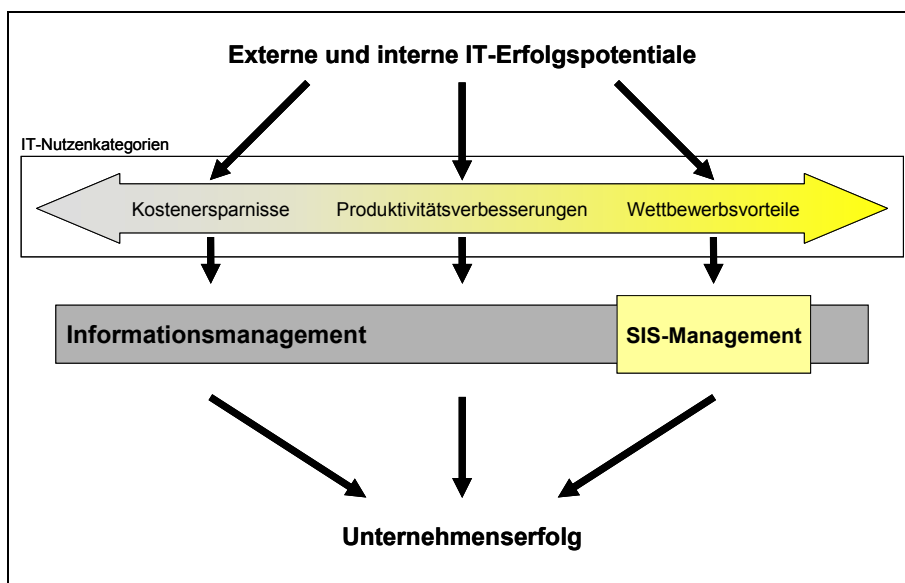 Externe und interne IT-Erfolgspotentiale
IT-Nutzenkategorien
Kostenersparnisse Produktivitätsverbesserungen Wettbewerbsvorteile
Informationsmanagement SIS-Management
Unternehmenserfolg